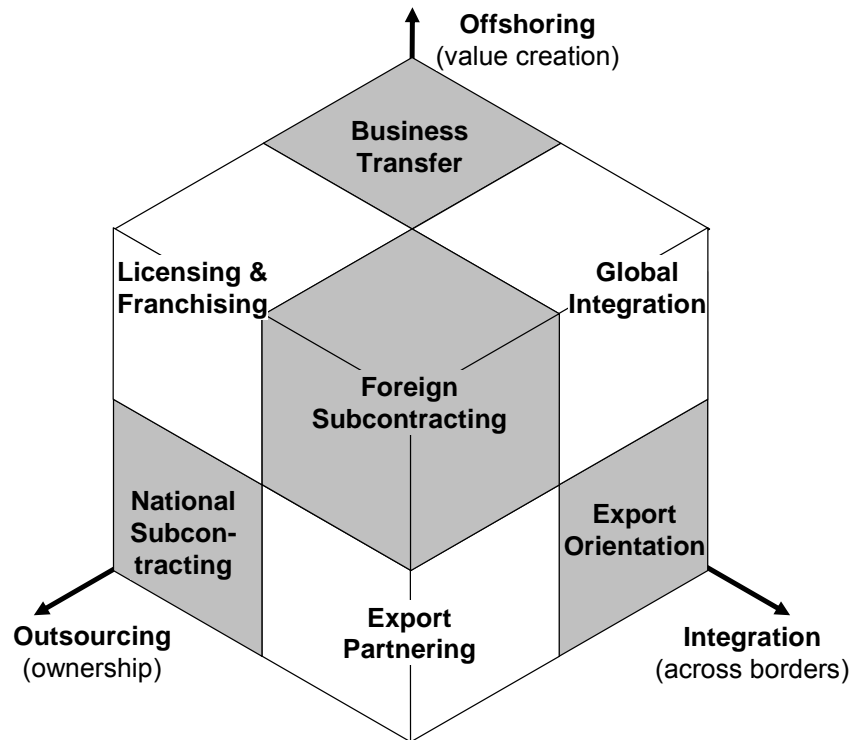 Offshoring
(value creation)
Business
Transfer
Licensing &
Franchising
Global
Integration
Foreign
Subcontracting
National
Subcon-
tracting
Export
Orientation
Export
Partnering
Outsourcing
(ownership)
Integration
(across borders)